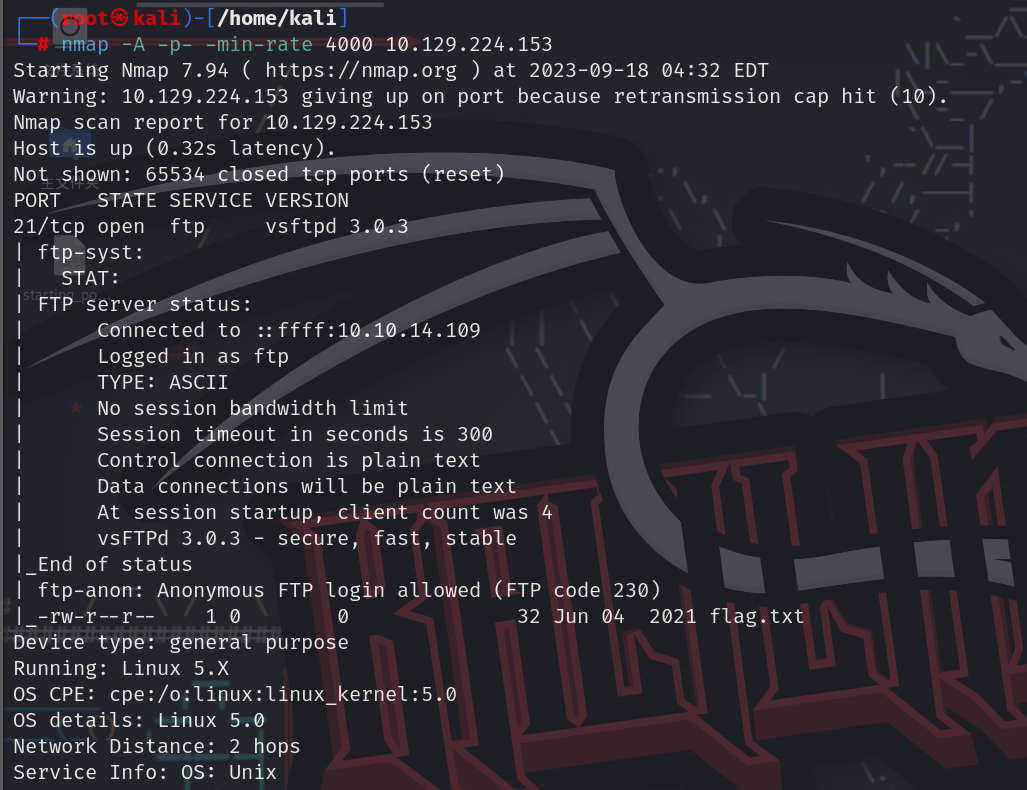 ┌──(root㉿kali)-[/home/kali]
└─# nmap -A -p- -min-rate 4000 10.129.224.153
Starting Nmap 7.94 ( https://nmap.org ) at 2023-09-18 04:32 EDT
Warning: 10.129.224.153 giving up on port because retransmission cap hit (10).
Nmap scan report for 10.129.224.153
Host is up (0.32s latency).
Not shown: 65534 closed tcp ports (reset)
主文件夹
PORT   STATE SERVICE VERSION
21/tcp open  ftp     vsftpd 3.0.3
| ftp-syst:
|   STAT:
| FTP server status:
|      Connected to ::ffff:10.10.14.109
|      Logged in as ftp
|      TYPE: ASCII
|      No session bandwidth limit
|      Session timeout in seconds is 300
|      Control connection is plain text
|      Data connections will be plain text
|      At session startup, client count was 4
|      vsFTPd 3.0.3 - secure, fast, stable
|_End of status
| ftp-anon: Anonymous FTP login allowed (FTP code 230)
|_-rw-r--r--    1 0        0              32 Jun 04  2021 flag.txt
Device type: general purpose
Running: Linux 5.X
OS CPE: cpe:/o:linux:linux_kernel:5.0
OS details: Linux 5.0
Network Distance: 2 hops
Service Info: OS: Unix